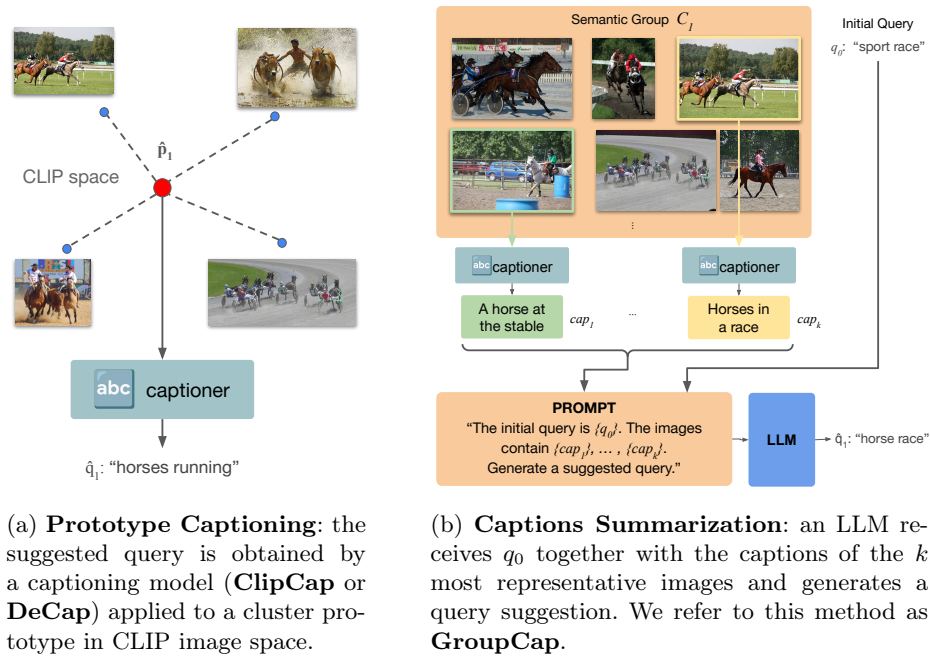 p̂₁
CLIP space
abc captioner
q̂₁: “horses running”
(a) Prototype Captioning: the
suggested query is obtained by
a captioning model (ClipCap or
DeCap) applied to a cluster pro-
totype in CLIP image space.
Semantic Group C₁
Initial Query
q₀: “sport race”
⋮
abc captioner
abc captioner
A horse at
the stable
cap₁
...
Horses in
a race
capₖ
PROMPT
“The initial query is {q₀}. The images
contain {cap₁}, ... , {capₖ}.
Generate a suggested query.”
LLM
q̂₁: “horse race”
(b) Captions Summarization: an LLM re-
ceives q₀ together with the captions of the k
most representative images and generates a
query suggestion. We refer to this method as
GroupCap.